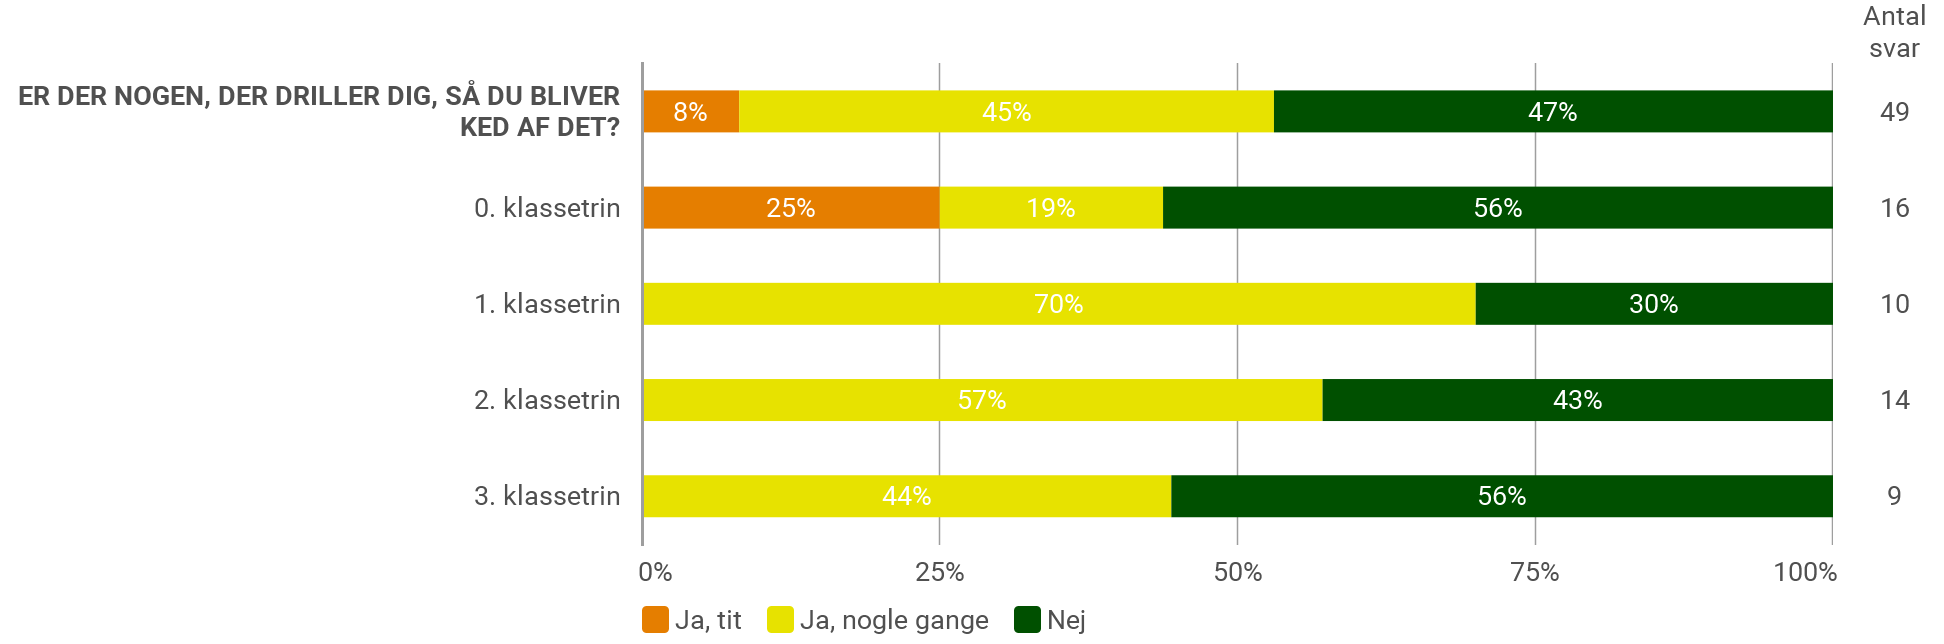 Antal
svar
ER DER NOGEN, DER DRILLER DIG, SÅ DU BLIVER
KED AF DET?
8% 45% 47% 49
0. klassetrin 25% 19% 56% 16
1. klassetrin 70% 30% 10
2. klassetrin 57% 43% 14
3. klassetrin 44% 56% 9
0% 25% 50% 75% 100%
Ja, tit Ja, nogle gange Nej